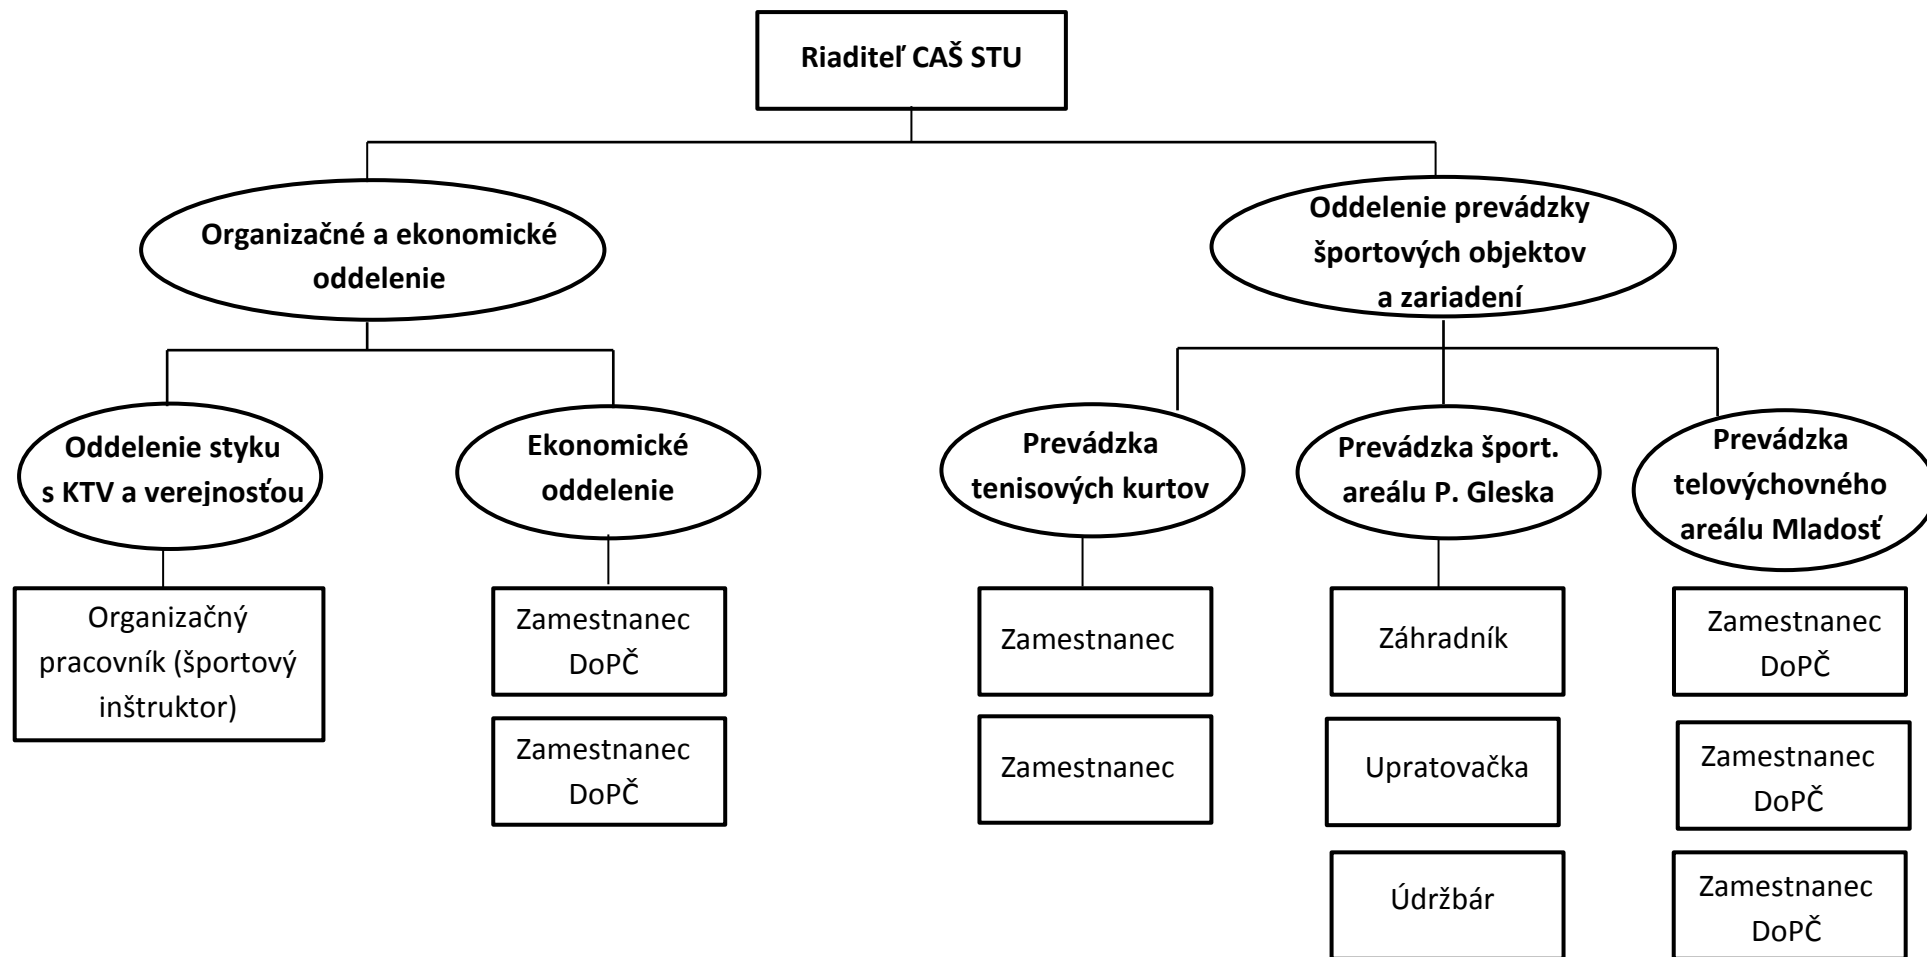 Riaditeľ CAŠ STU
Organizačné a ekonomické
oddelenie
Oddelenie prevádzky
športových objektov
a zariadení
Oddelenie styku
s KTV a verejnosťou
Ekonomické
oddelenie
Prevádzka
tenisových kurtov
Prevádzka šport.
areálu P. Gleska
Prevádzka
telovýchovného
areálu Mladosť
Organizačný
pracovník (športový
inštruktor)
Zamestnanec
DoPČ
Zamestnanec
DoPČ
Zamestnanec
Zamestnanec
Záhradník
Upratovačka
Údržbár
Zamestnanec
DoPČ
Zamestnanec
DoPČ
Zamestnanec
DoPČ